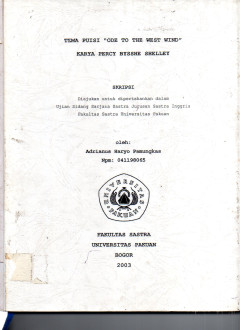 TEMA PUISI "ODE TO THE WEST WIND"
KARYA PERCY BYSSHE SHELLEY
SKRIPSI
Diajukan untuk dipertahankan dalam
Ujian Sidang Sarjana Sastra Jurusan Sastra Inggris
Fakultas Sastra Universitas Pakuan
oleh:
Adrianus Haryo Pamungkas
Npm: 041198065
UNIVERSITAS
PAKUAN
FAKULTAS SASTRA
UNIVERSITAS PAKUAN
BOGOR
2003